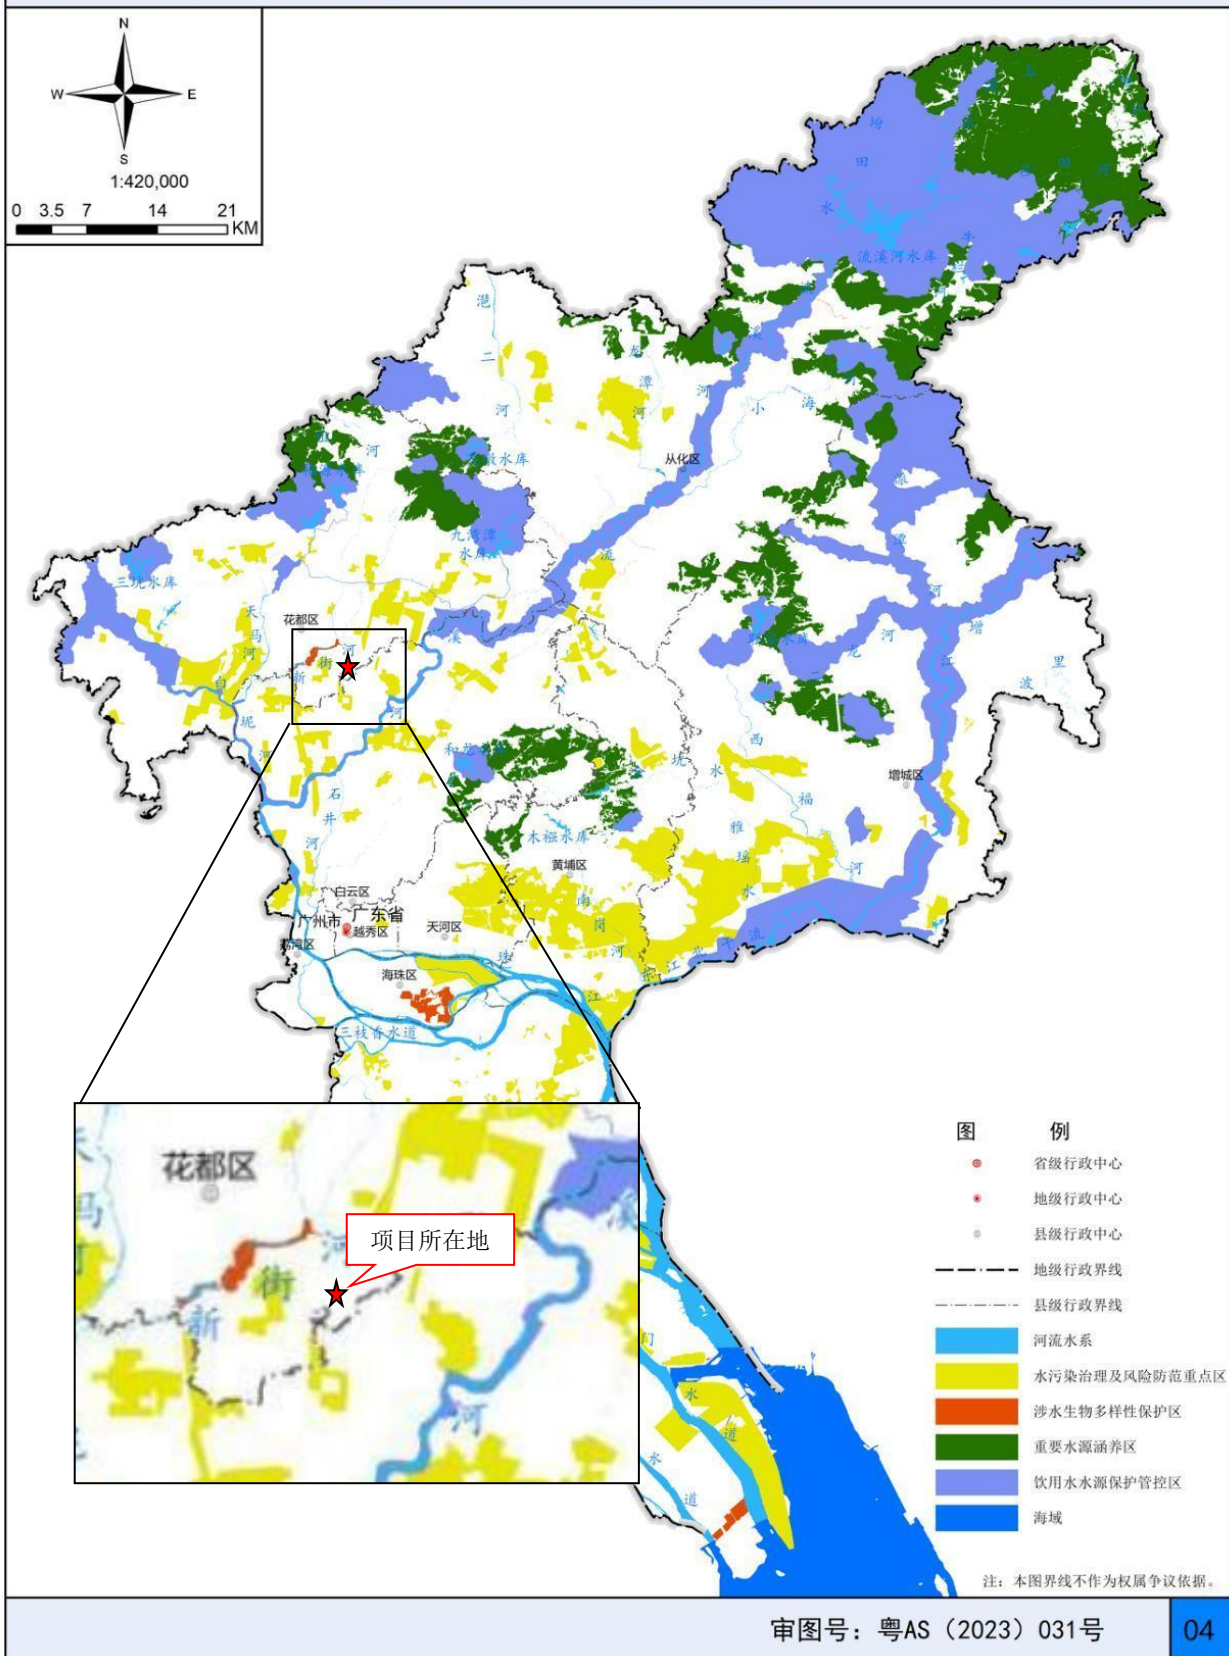 N
W
E
S
1:420,000
0 3.5 7 14 21
KM
流溪河水库
从化区
九湾潭
水库
三坑水库
花都区
增城区
木强水库
黄埔区
白云区
广州市
广东省
越秀区
天河区
荔湾区
海珠区
三枝香水道
花都区
项目所在地
新
街
河
河
图 例
省级行政中心
地级行政中心
县级行政中心
地级行政界线
县级行政界线
河流水系
水污染治理及风险防范重点区
涉水生物多样性保护区
重要水源涵养区
饮用水水源保护管控区
海域
注: 本图界线不作为权属争议依据。
审图号: 粤AS (2023) 031号
04